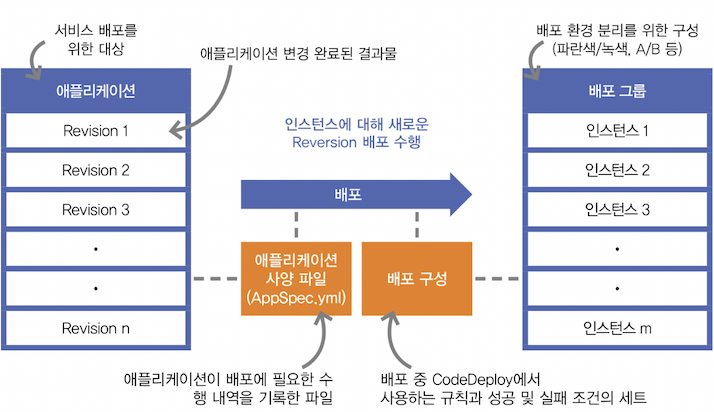 서비스 배포를
위한 대상
애플리케이션 변경 완료된 결과물
애플리케이션
Revision 1
Revision 2
Revision 3
·
·
Revision n
인스턴스에 대해 새로운
Reversion 배포 수행
배포
애플리케이션
사양 파일
(AppSpec.yml)
배포 구성
애플리케이션이 배포에 필요한 수
행 내역을 기록한 파일
배포 중 CodeDeploy에서
사용하는 규칙과 성공 및 실패 조건의 세트
배포 환경 분리를 위한 구성
(파란색/녹색, A/B 등)
배포 그룹
인스턴스 1
인스턴스 2
인스턴스 3
·
·
인스턴스 m